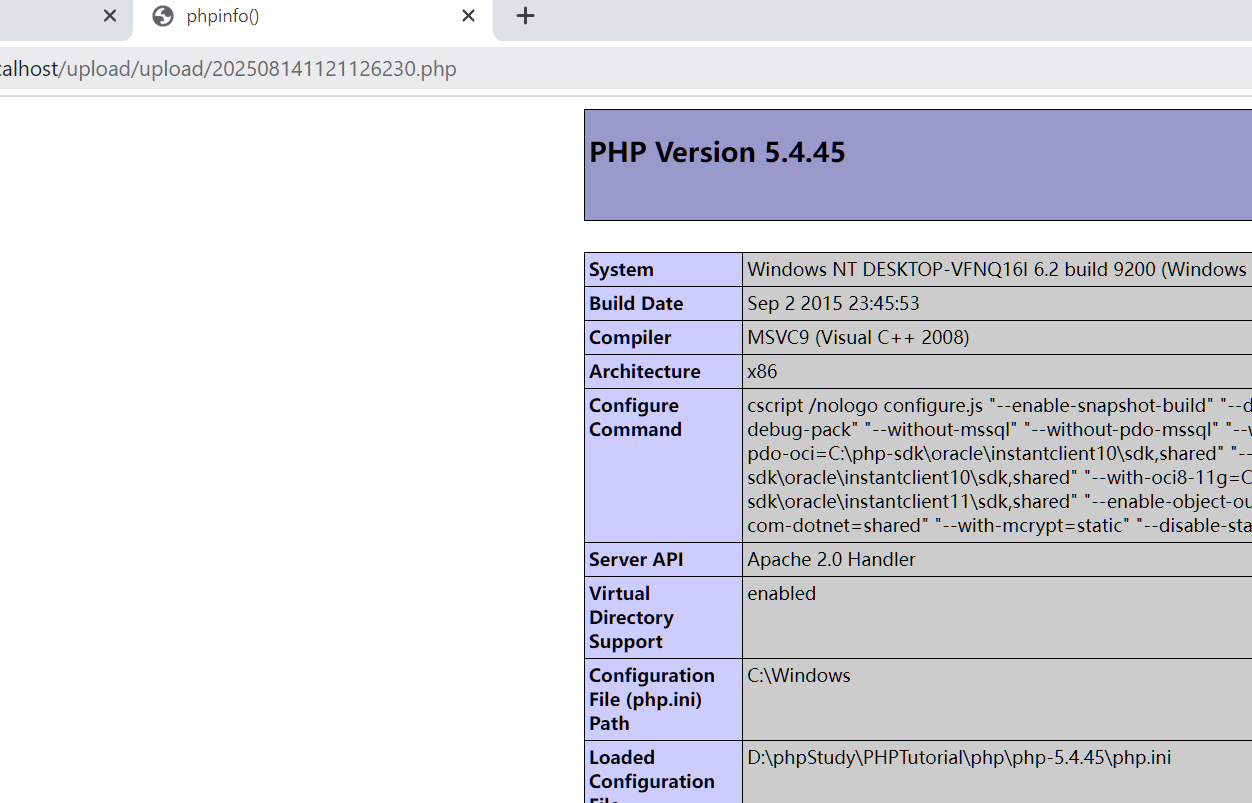 phpinfo()
calhost/upload/upload/202508141121126230.php
PHP Version 5.4.45
System
Windows NT DESKTOP-VFNQ16I 6.2 build 9200 (Windows
Build Date
Sep 2 2015 23:45:53
Compiler
MSVC9 (Visual C++ 2008)
Architecture
x86
Configure
Command
cscript /nologo configure.js "--enable-snapshot-build" "--d
debug-pack" "--without-mssql" "--without-pdo-mssql" "--w
pdo-oci=C:\php-sdk\oracle\instantclient10\sdk,shared" "--
sdk\oracle\instantclient10\sdk,shared" "--with-oci8-11g=C
sdk\oracle\instantclient11\sdk,shared" "--enable-object-ou
com-dotnet=shared" "--with-mcrypt=static" "--disable-sta
Server API
Apache 2.0 Handler
Virtual
Directory
Support
enabled
Configuration
File (php.ini)
Path
C:\Windows
Loaded
Configuration
File
D:\phpStudy\PHPTutorial\php\php-5.4.45\php.ini